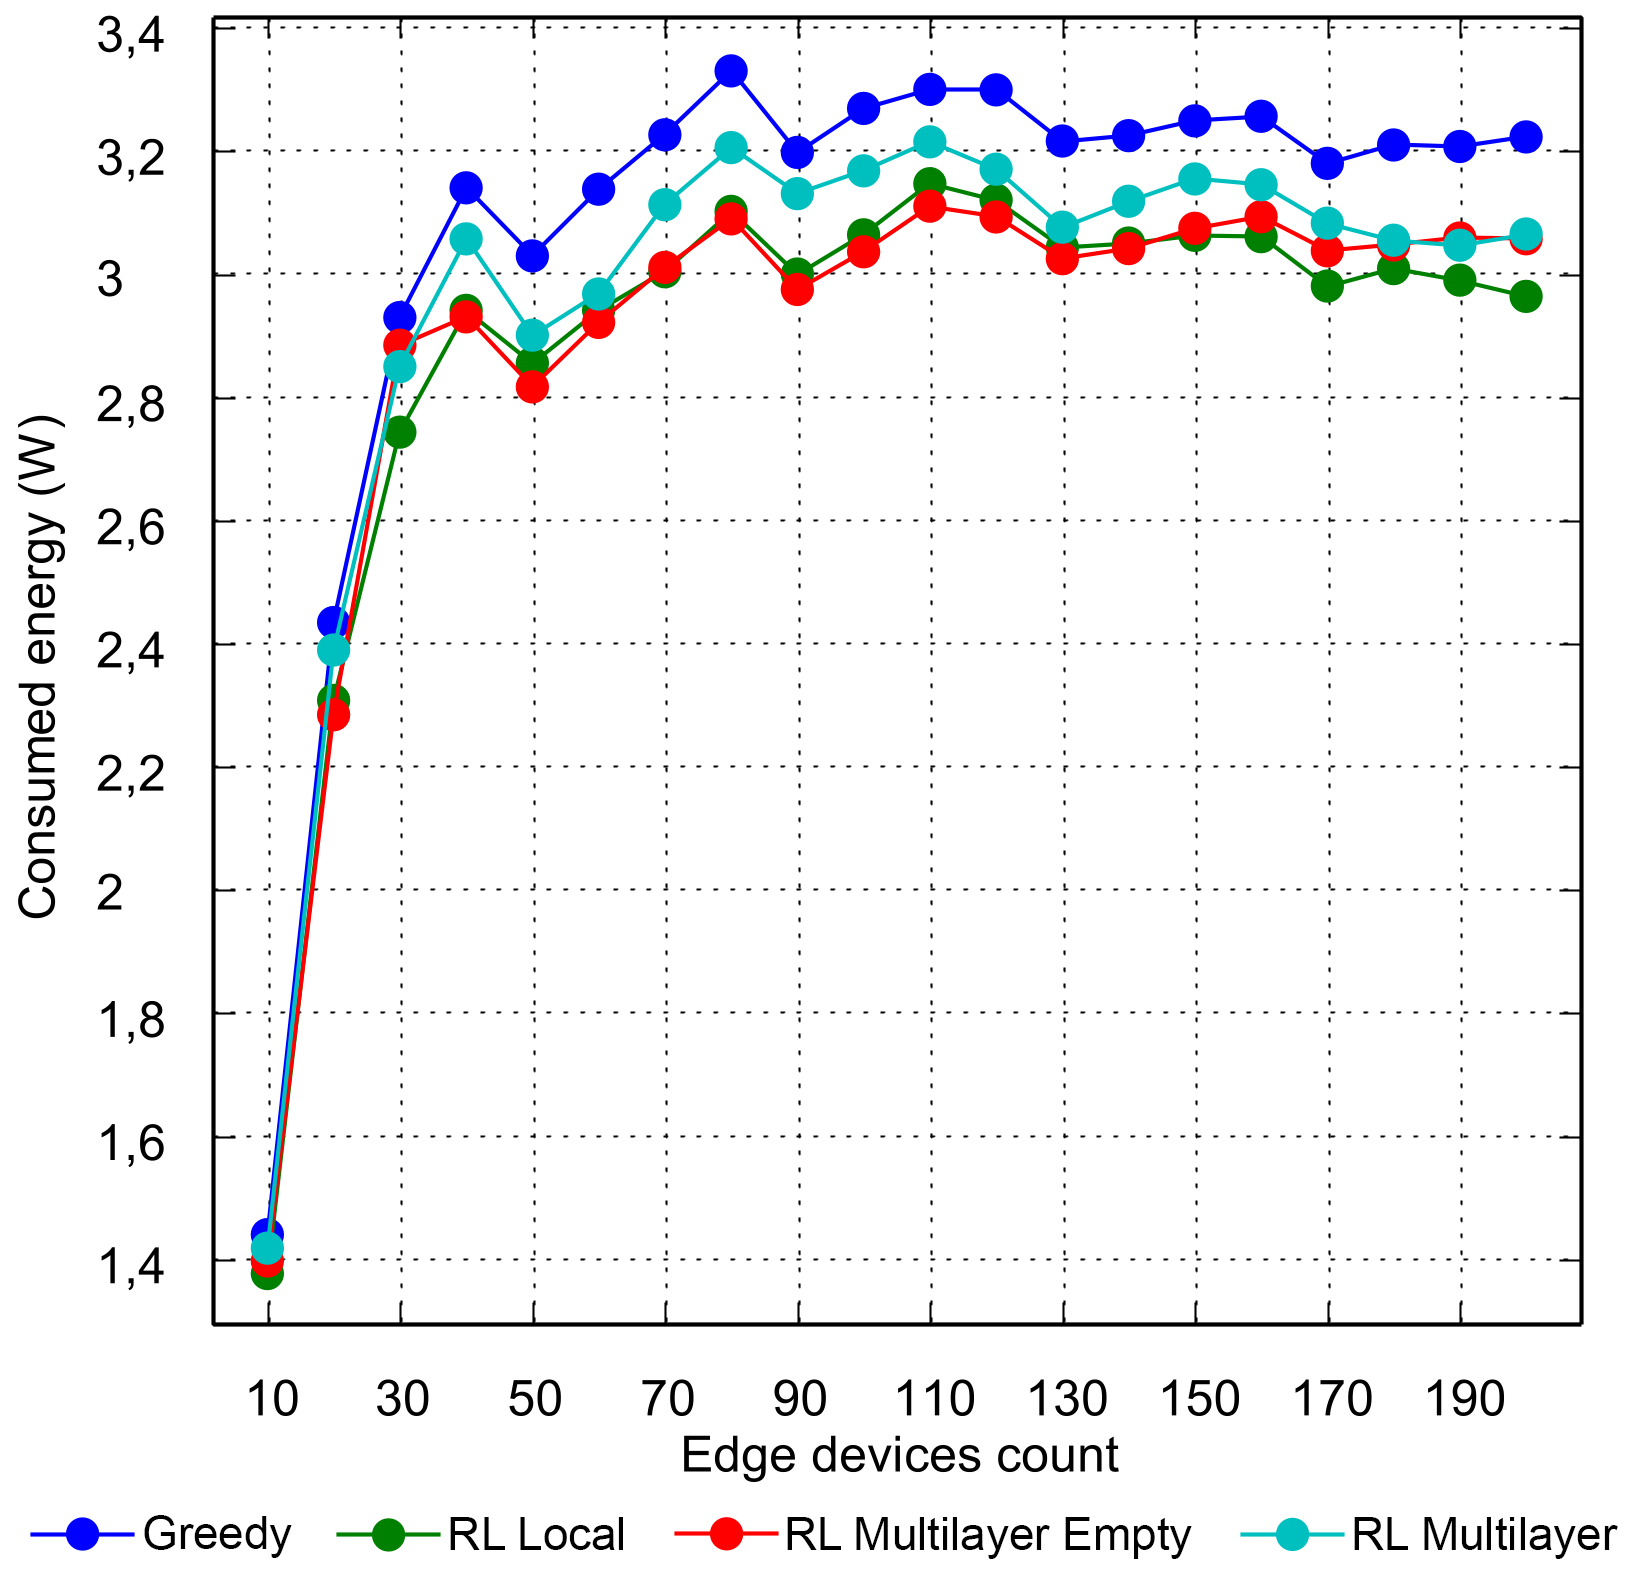 3,4
3,2
3
2,8
2,6
2,4
2,2
2
1,8
1,6
1,4
Consumed energy (W)
10 30 50 70 90 110 130 150 170 190
Edge devices count
Greedy RL Local RL Multilayer Empty RL Multilayer